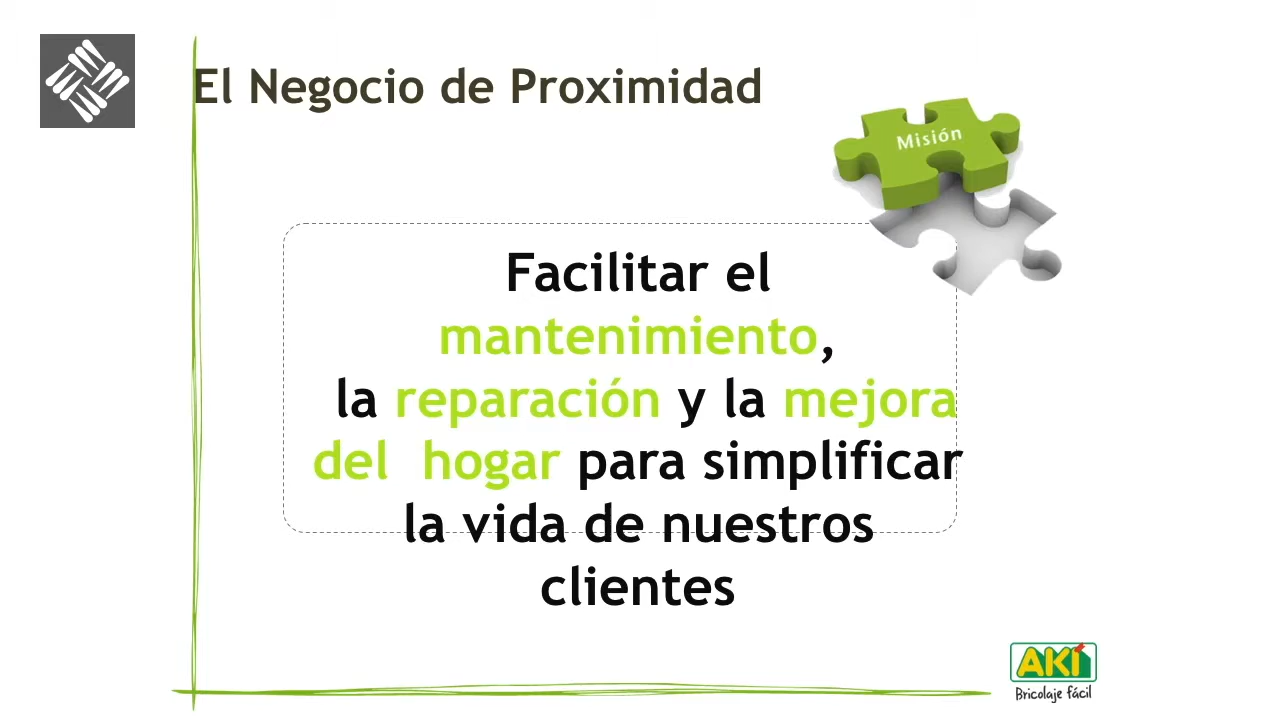 El Negocio de Proximidad
Misión
Facilitar el
mantenimiento,
la reparación y la mejora
del hogar para simplificar
la vida de nuestros
clientes
AKI
Bricolaje fácil